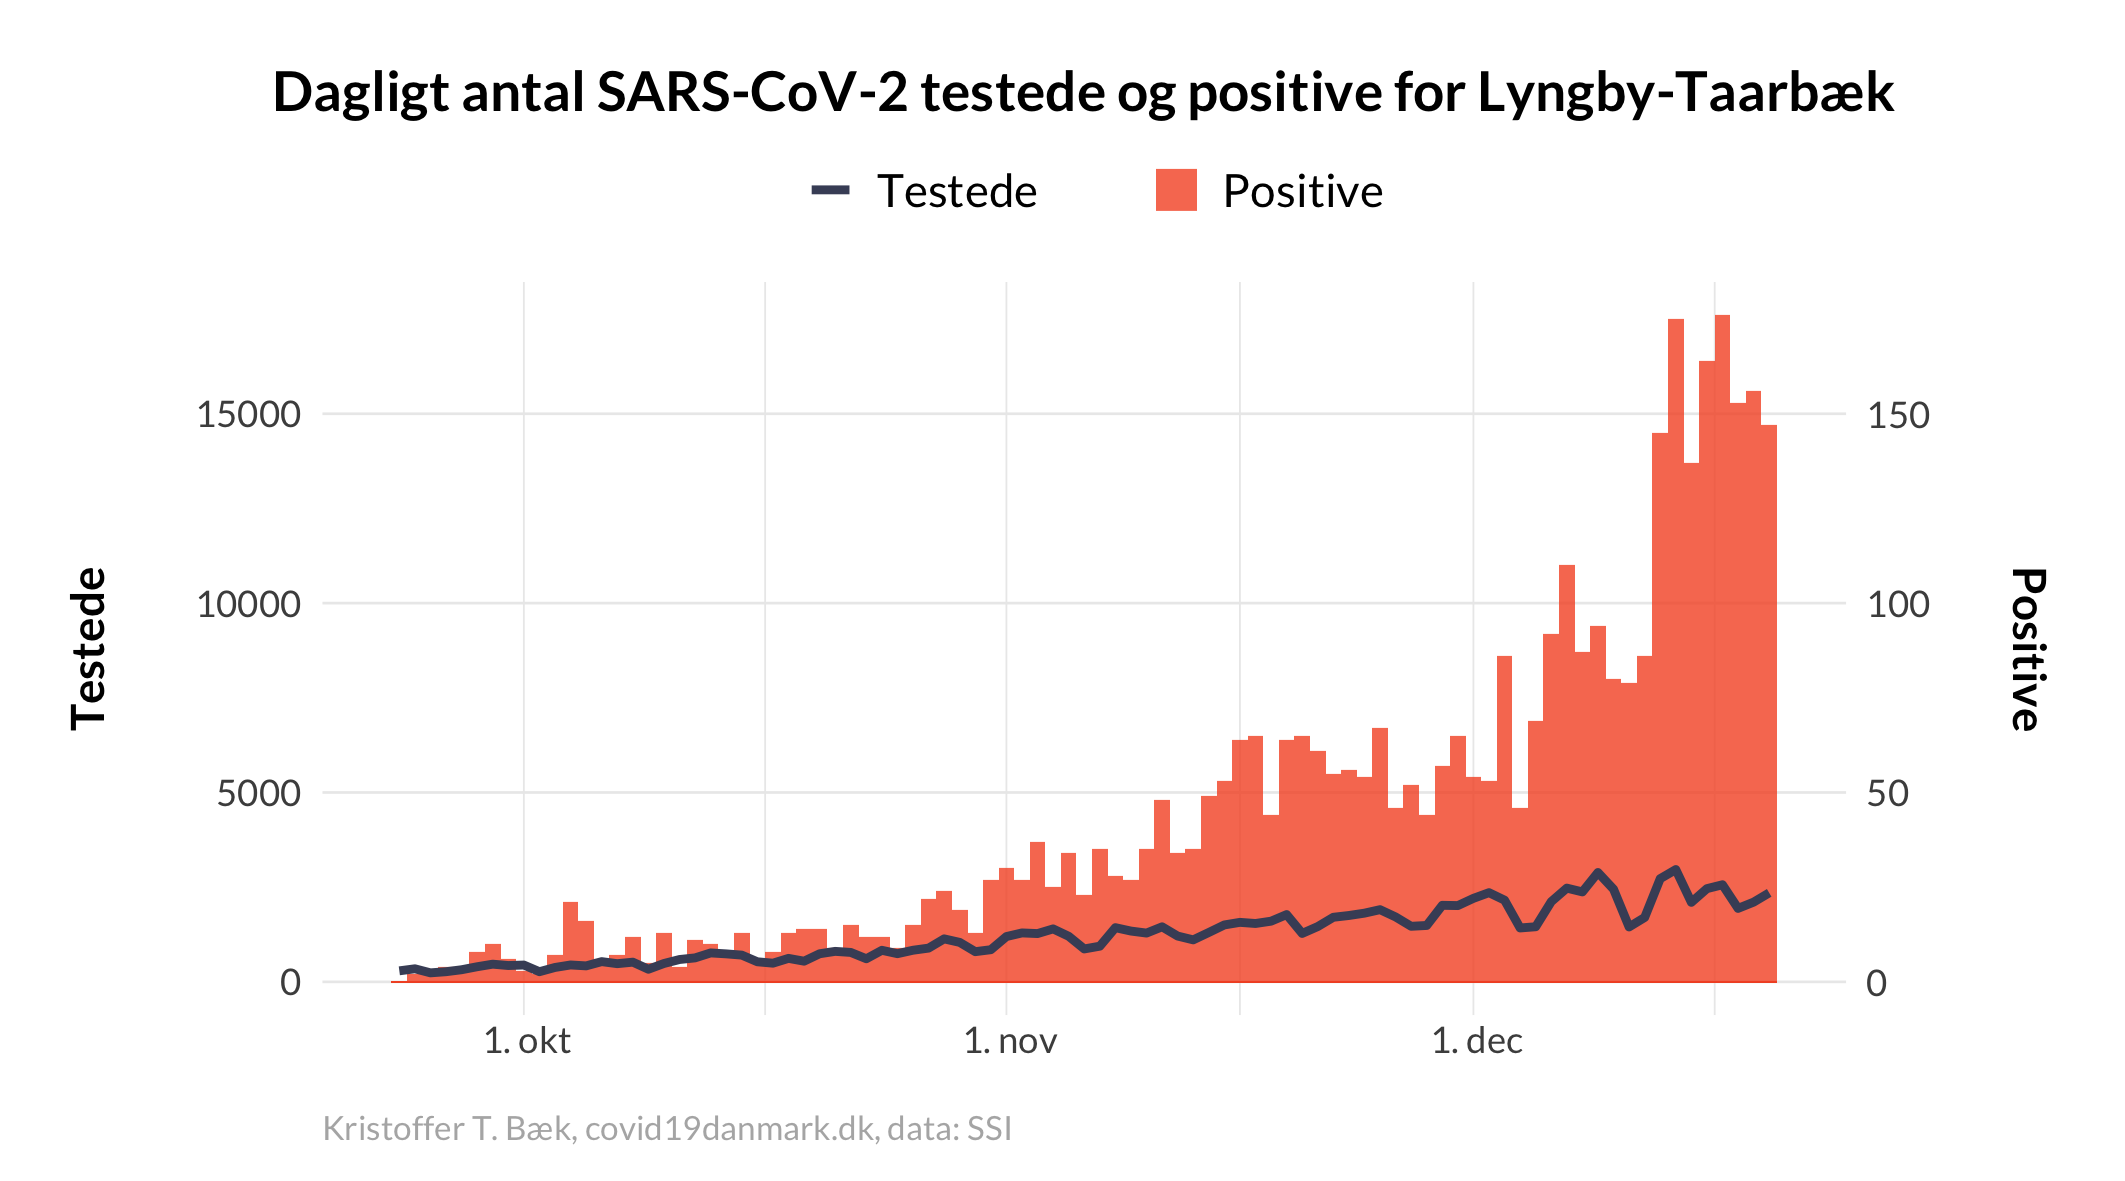 Dagligt antal SARS-CoV-2 testede og positive for Lyngby-Taarbæk
Testede
Positive
15000
10000
5000
0
150
100
50
0
Testede
Positive
1. okt
1. nov
1. dec
Kristoffer T. Bæk, covid19danmark.dk, data: SSI